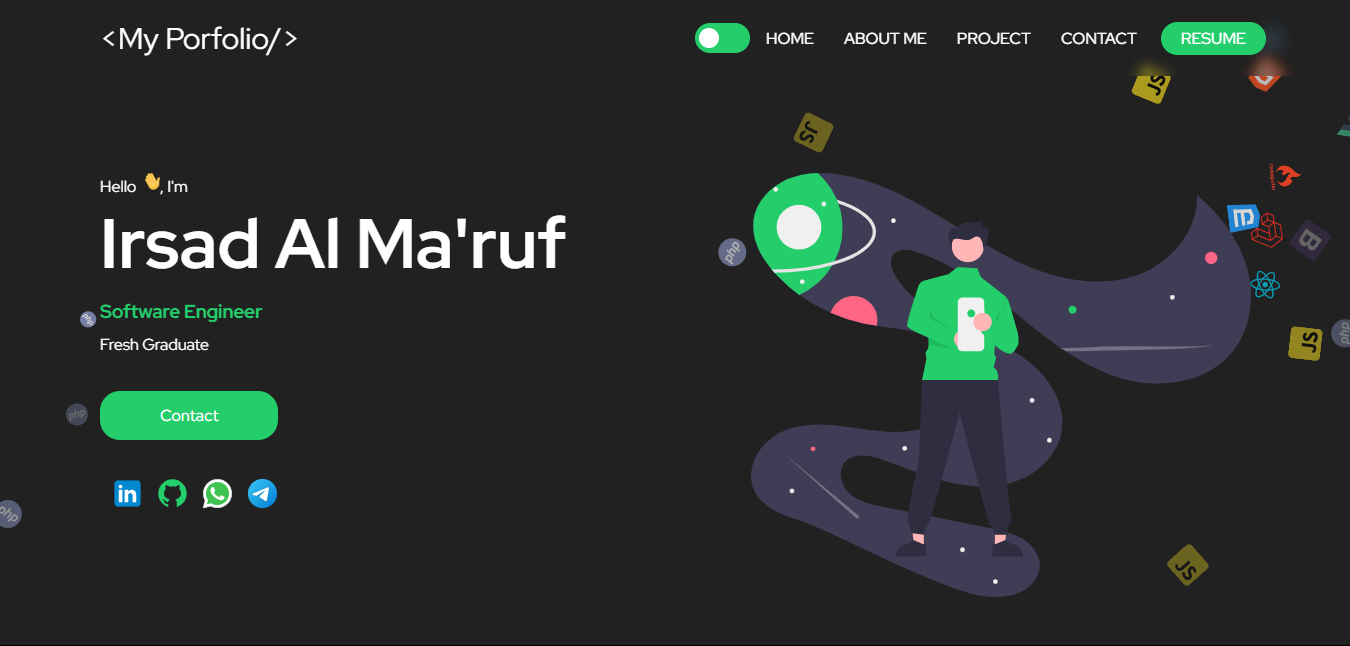 <My Porfolio/>
HOME ABOUT ME PROJECT CONTACT RESUME
JS
JS
Hello 👋, I'm
Irsad Al Ma'ruf
php
B
Software Engineer
php
php
Fresh Graduate
JS
php
Contact
in
php
JS